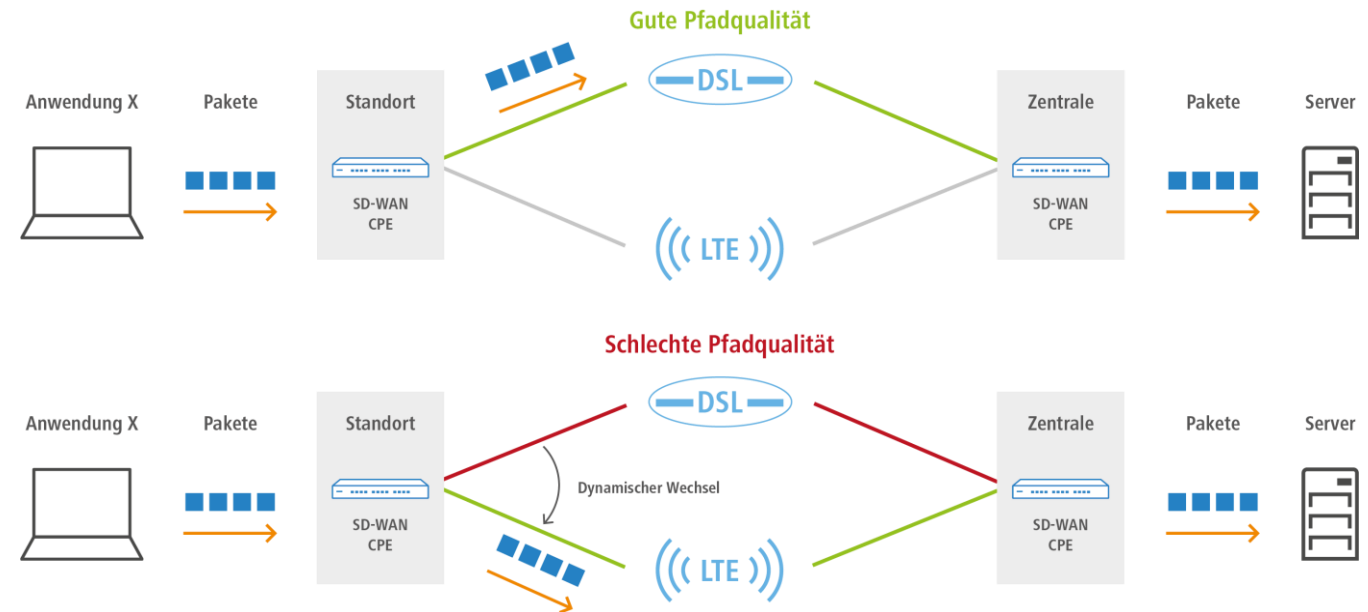 Gute Pfadqualität
DSL
Anwendung X
Pakete
Standort
Zentrale
Pakete
Server
SD-WAN
CPE
SD-WAN
CPE
LTE
Schlechte Pfadqualität
DSL
Anwendung X
Pakete
Standort
Zentrale
Pakete
Server
Dynamischer Wechsel
SD-WAN
CPE
SD-WAN
CPE
LTE